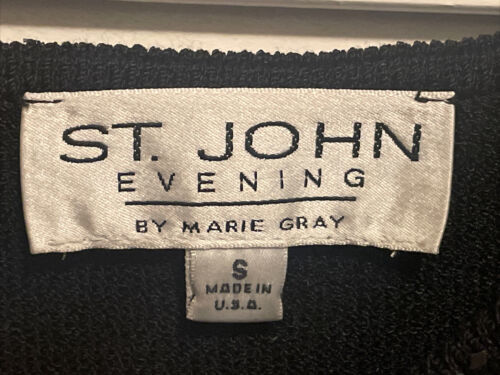 ST. JOHN
EVENING
BY MARIE GRAY
S
MADE IN
U.S.A.